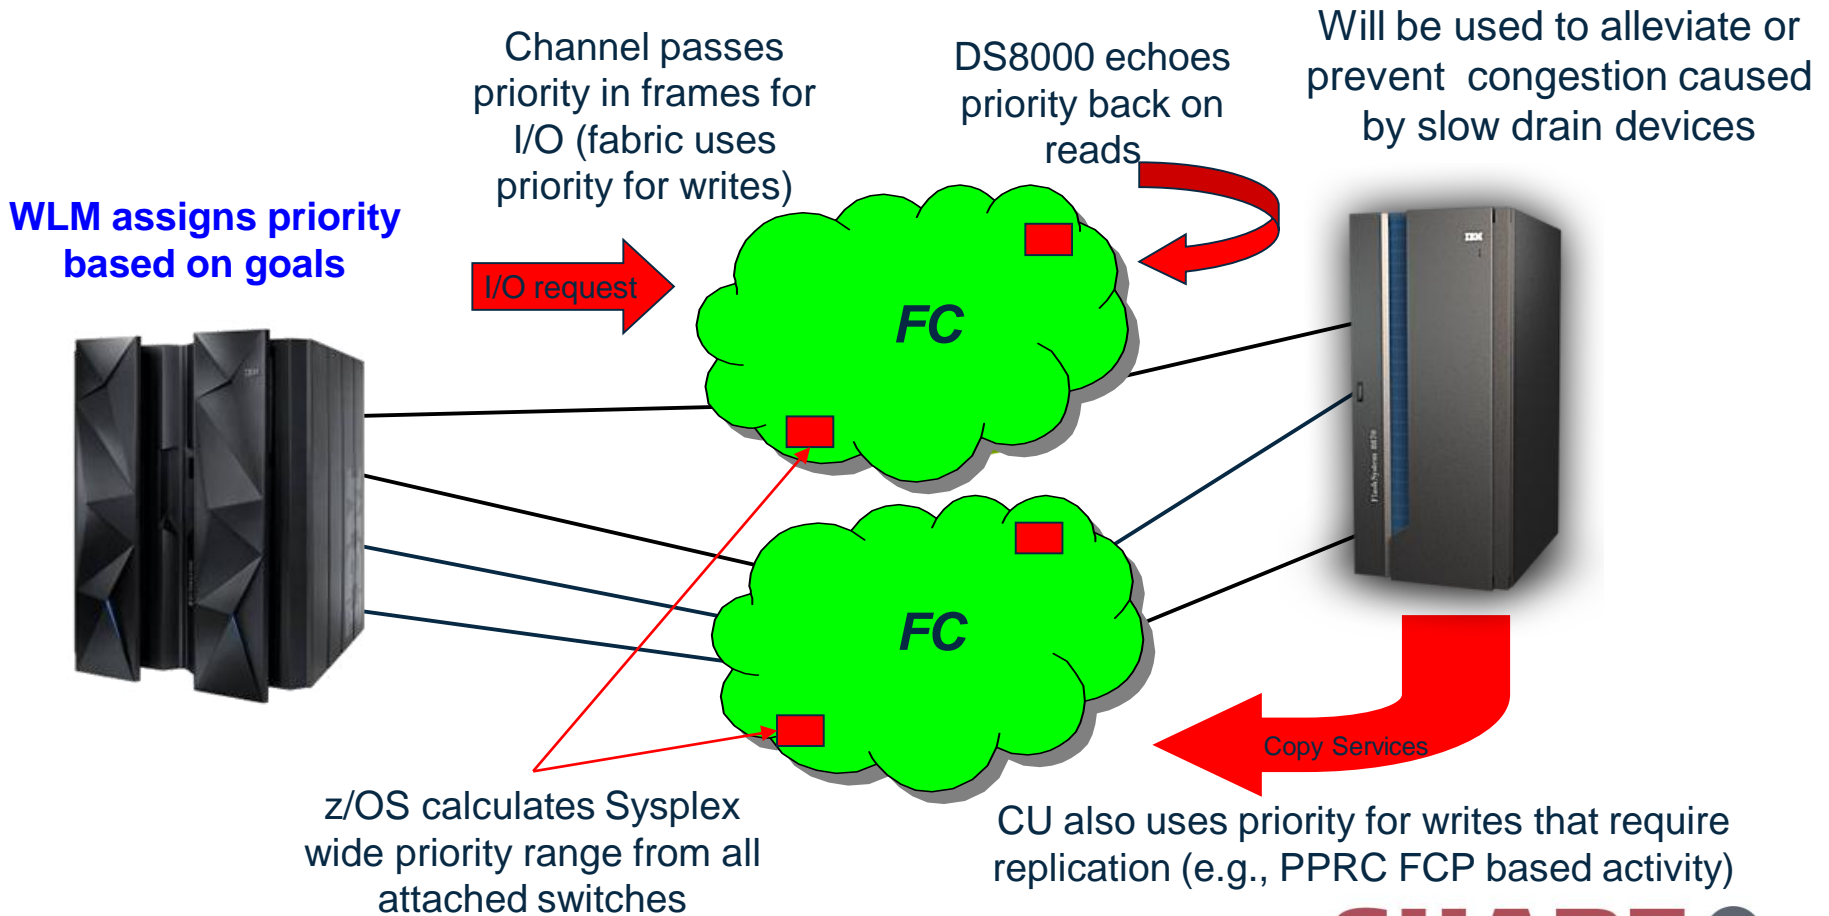 Channel passes
priority in frames for
I/O (fabric uses
priority for writes)
DS8000 echoes
priority back on
reads
Will be used to alleviate or
prevent congestion caused
by slow drain devices
WLM assigns priority
based on goals
I/O request
FC
IBM
IBM
FC
Copy Services
z/OS calculates Sysplex
wide priority range from all
attached switches
CU also uses priority for writes that require
replication (e.g., PPRC FCP based activity)